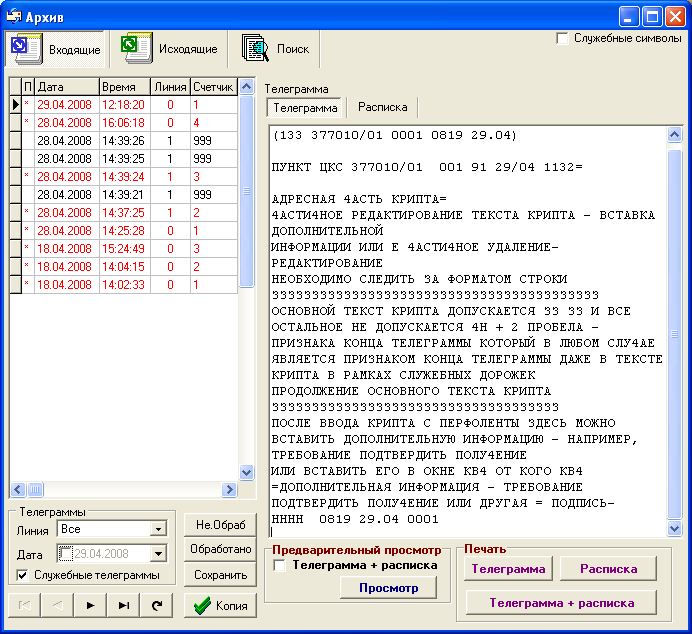 Архив
Входящие Исходящие Поиск Служебные символы
П Дата Время Линия Счетчик
* 29.04.2008 12:18:20 0 1
* 28.04.2008 16:06:18 0 4
28.04.2008 14:39:26 1 999
28.04.2008 14:39:25 1 999
* 28.04.2008 14:39:24 1 3
28.04.2008 14:39:21 1 999
* 28.04.2008 14:37:25 1 2
* 28.04.2008 14:25:28 0 1
* 18.04.2008 15:24:49 0 3
* 18.04.2008 14:04:15 0 2
* 18.04.2008 14:02:33 0 1
Телеграммы
Линия Все
Дата 29.04.2008
Служебные телеграммы
Не.Обраб
Обработано
Сохранить
Копия
Телеграмма
Телеграмма Расписка
(133 377010/01 0001 0819 29.04)
ПУНКТ ЦКС 377010/01 001 91 29/04 1132=
АДРЕСНАЯ 4АСТЬ КРИПТА=
4АСТИ4НОЕ РЕДАКТИРОВАНИЕ ТЕКСТА КРИПТА - ВСТАВКА
ДОПОЛНИТЕЛЬНОЙ
ИНФОРМАЦИИ ИЛИ Е 4АСТИ4НОЕ УДАЛЕНИЕ-
РЕДАКТИРОВАНИЕ
НЕОБХОДИМО СЛЕДИТЬ ЗА ФОРМАТОМ СТРОКИ
ЗЗЗЗЗЗЗЗЗЗЗЗЗЗЗЗЗЗЗЗЗЗЗЗЗЗЗЗЗЗЗЗЗЗЗЗЗЗЗЗЗ
ОСНОВНОЙ ТЕКСТ КРИПТА ДОПУСКАЕТСЯ ЗЗ ЗЗ И ВСЕ
ОСТАЛЬНОЕ НЕ ДОПУСКАЕТСЯ 4Н + 2 ПРОБЕЛА -
ПРИЗНАКА КОНЦА ТЕЛЕГРАММЫ КОТОРЫЙ В ЛЮБОМ СЛУ4АЕ
ЯВЛЯЕТСЯ ПРИЗНАКОМ КОНЦА ТЕЛЕГРАММЫ ДАЖЕ В ТЕКСТЕ
КРИПТА В РАМКАХ СЛУЖЕБНЫХ ДОРОЖЕК
ПРОДОЛЖЕНИЕ ОСНОВНОГО ТЕКСТА КРИПТА
ЗЗЗЗЗЗЗЗЗЗЗЗЗЗЗЗЗЗЗЗЗЗЗЗЗЗЗЗЗЗЗЗЗЗЗЗ
ПОСЛЕ ВВОДА КРИПТА С ПЕРФОЛЕНТЫ ЗДЕСЬ МОЖНО
ВСТАВИТЬ ДОПОЛНИТЕЛЬНУЮ ИНФОРМАЦИЮ - НАПРИМЕР,
ТРЕБОВАНИЕ ПОДТВЕРДИТЬ ПОЛУ4ЕНИЕ
ИЛИ ВСТАВИТЬ ЕГО В ОКНЕ КВ4 ОТ КОГО КВ4
=ДОПОЛНИТЕЛЬНАЯ ИНФОРМАЦИЯ - ТРЕБОВАНИЕ
ПОДТВЕРДИТЬ ПОЛУ4ЕНИЕ ИЛИ ДРУГАЯ = ПОДПИСЬ-
НННН 0819 29.04 0001
Предварительный просмотр
Телеграмма + расписка
Просмотр
Печать
Телеграмма Расписка
Телеграмма + расписка